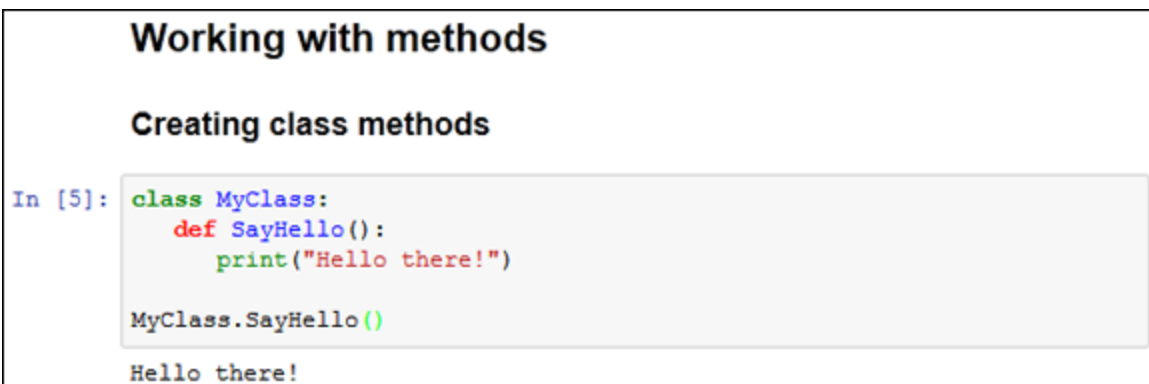 Working with methods
Creating class methods
In [5]: class MyClass:
def SayHello():
print("Hello there!")
MyClass.SayHello()
Hello there!